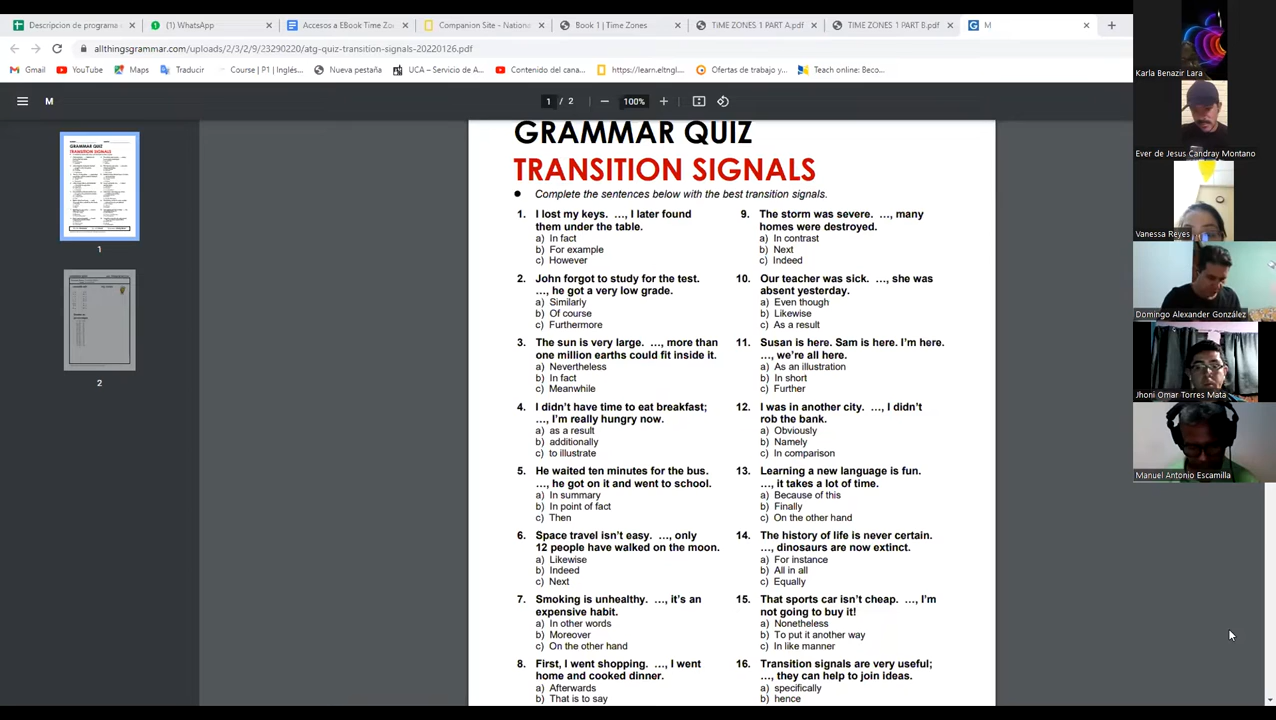 Descripcion de programa
(1) WhatsApp
Accesos a EBook Time Zon
Companion Site - Nationa
Book 1 | Time Zones
TIME ZONES 1 PART A.pdf
TIME ZONES 1 PART B.pdf
M
allthingsgrammar.com/uploads/2/3/2/9/23290220/atg-quiz-transition-signals-20220126.pdf
Gmail
YouTube
Maps
Traducir
Course | P1 | Inglés...
Nueva pestaña
UCA – Servicio de A...
Contenido del cana...
https://learn.eltngl...
Ofertas de trabajo y...
Teach online: Beco...
M
1 / 2
100%
1
2
GRAMMAR QUIZ
TRANSITION SIGNALS
Complete the sentences below with the best transition signals.
1. I lost my keys. …, I later found
them under the table.
a) In fact
b) For example
c) However
2. John forgot to study for the test.
…, he got a very low grade.
a) Similarly
b) Of course
c) Furthermore
3. The sun is very large. …, more than
one million earths could fit inside it.
a) Nevertheless
b) In fact
c) Meanwhile
4. I didn't have time to eat breakfast;
…, I'm really hungry now.
a) as a result
b) additionally
c) to illustrate
5. He waited ten minutes for the bus.
…, he got on it and went to school.
a) In summary
b) In point of fact
c) Then
6. Space travel isn't easy. …, only
12 people have walked on the moon.
a) Likewise
b) Indeed
c) Next
7. Smoking is unhealthy. …, it's an
expensive habit.
a) In other words
b) Moreover
c) On the other hand
8. First, I went shopping. …, I went
home and cooked dinner.
a) Afterwards
b) That is to say
9. The storm was severe. …, many
homes were destroyed.
a) In contrast
b) Next
c) Indeed
10. Our teacher was sick. …, she was
absent yesterday.
a) Even though
b) Likewise
c) As a result
11. Susan is here. Sam is here. I'm here.
…, we're all here.
a) As an illustration
b) In short
c) Further
12. I was in another city. …, I didn't
rob the bank.
a) Obviously
b) Namely
c) In comparison
13. Learning a new language is fun.
…, it takes a lot of time.
a) Because of this
b) Finally
c) On the other hand
14. The history of life is never certain.
…, dinosaurs are now extinct.
a) For instance
b) All in all
c) Equally
15. That sports car isn't cheap. …, I'm
not going to buy it!
a) Nonetheless
b) To put it another way
c) In like manner
16. Transition signals are very useful;
…, they can help to join ideas.
a) specifically
b) hence
Karla Benazir Lara
Ever de Jesus Candray Montano
Vanessa Reyes
Domingo Alexander González
Jhoni Omar Torres Mata
Manuel Antonio Escamilla